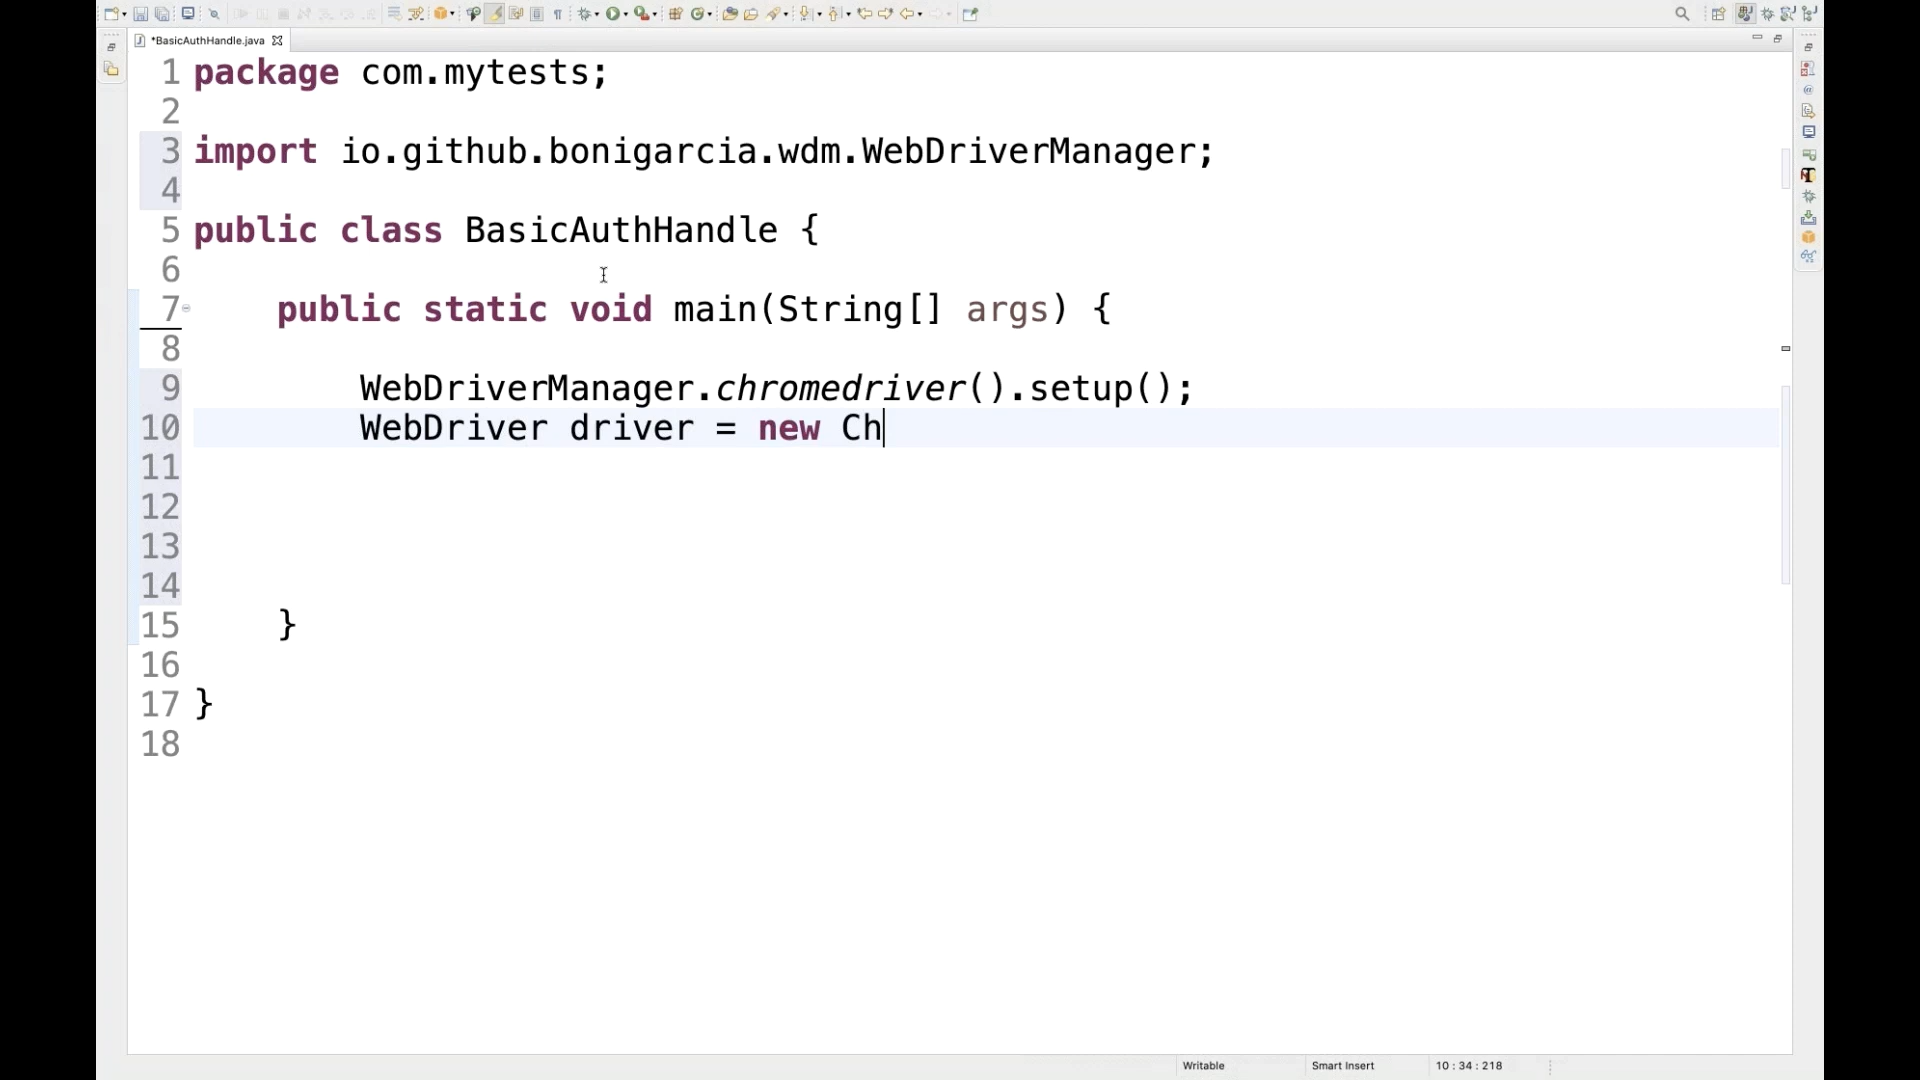 *BasicAuthHandle.java
1 package com.mytests;
2
3 import io.github.bonigarcia.wdm.WebDriverManager;
4
5 public class BasicAuthHandle {
6
7 public static void main(String[] args) {
8
9 WebDriverManager.chromedriver().setup();
10 WebDriver driver = new Ch
11
12
13
14
15 }
16
17 }
18
Writable Smart Insert 10 : 34 : 218